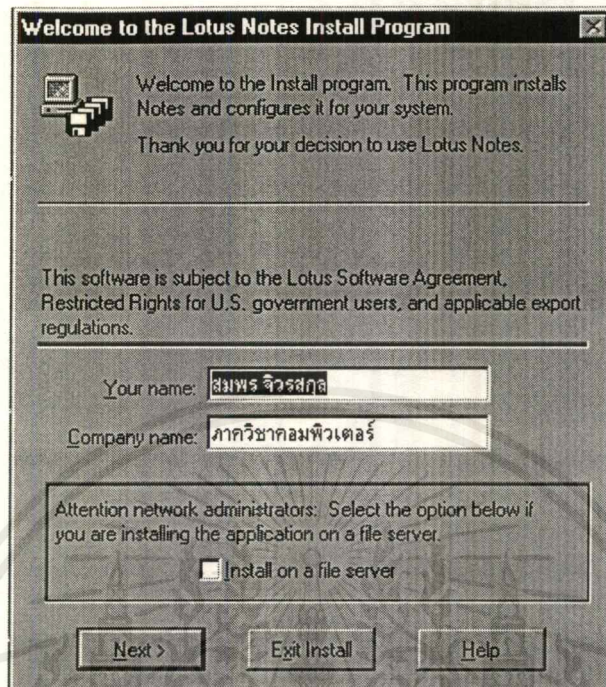 Welcome to the Lotus Notes Install Program
Welcome to the Install program. This program installs
Notes and configures it for your system.
Thank you for your decision to use Lotus Notes.
This software is subject to the Lotus Software Agreement,
Restricted Rights for U.S. government users, and applicable export
regulations.
Your name: สมพร จิวรสกุล
Company name: ภาควิชาคอมพิวเตอร์
Attention network administrators: Select the option below if
you are installing the application on a file server.
Install on a file server
Next >
Exit Install
Help